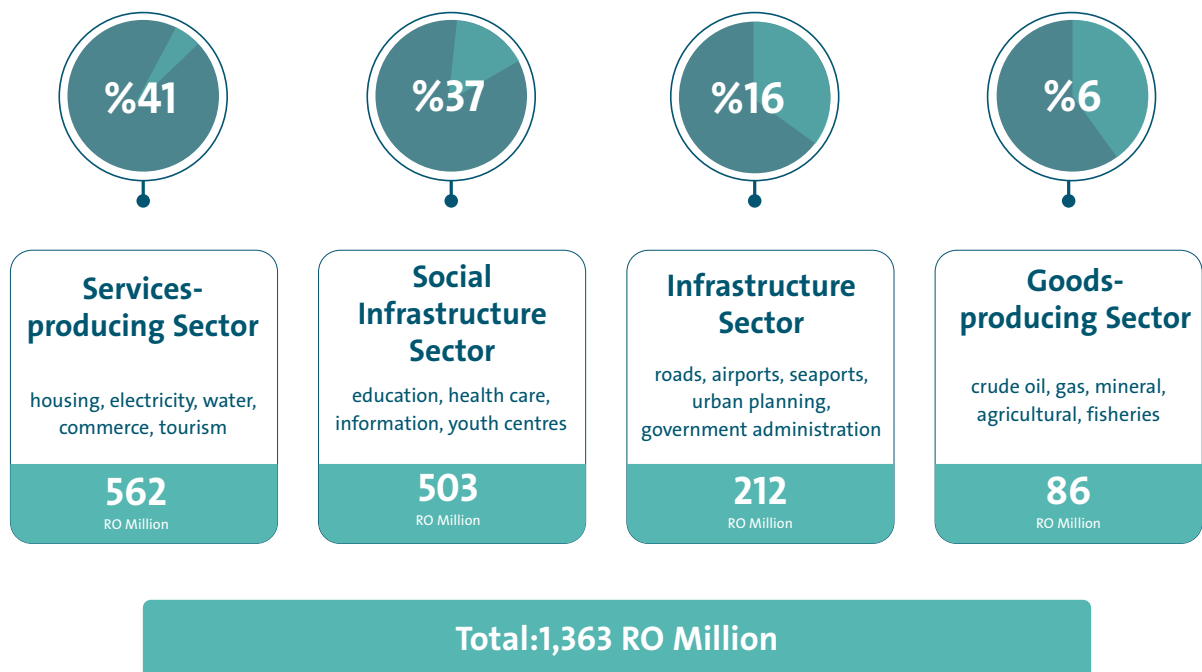 %41
%37
%16
%6
Services-
producing Sector
housing, electricity, water,
commerce, tourism
562
RO Million
Social
Infrastructure
Sector
education, health care,
information, youth centres
503
RO Million
Infrastructure
Sector
roads, airports, seaports,
urban planning,
government administration
212
RO Million
Goods-
producing Sector
crude oil, gas, mineral,
agricultural, fisheries
86
RO Million
Total:1,363 RO Million